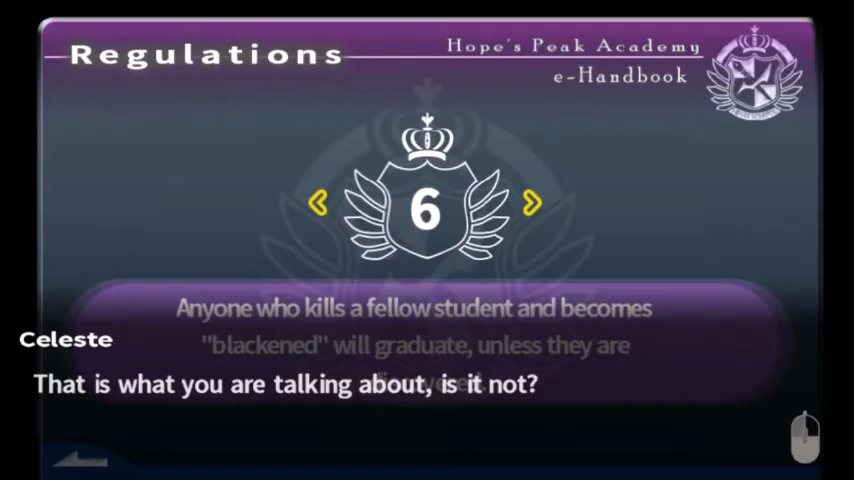 Regulations
Hope's Peak Academy
e-Handbook
6
Anyone who kills a fellow student and becomes
"blackened" will graduate, unless they are
Celeste
That is what you are talking about, is it not?